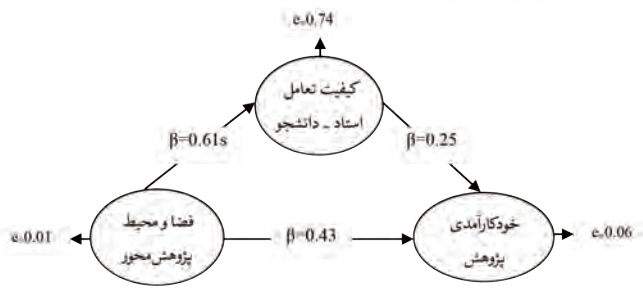 e.0.74
کیفیت تعامل
استاد - دانشجو
β=0.61s
β=0.25
فضا و محیط
پژوهش‌محور
e.0.01
β=0.43
خودکارآمدی
پژوهش
e.0.06